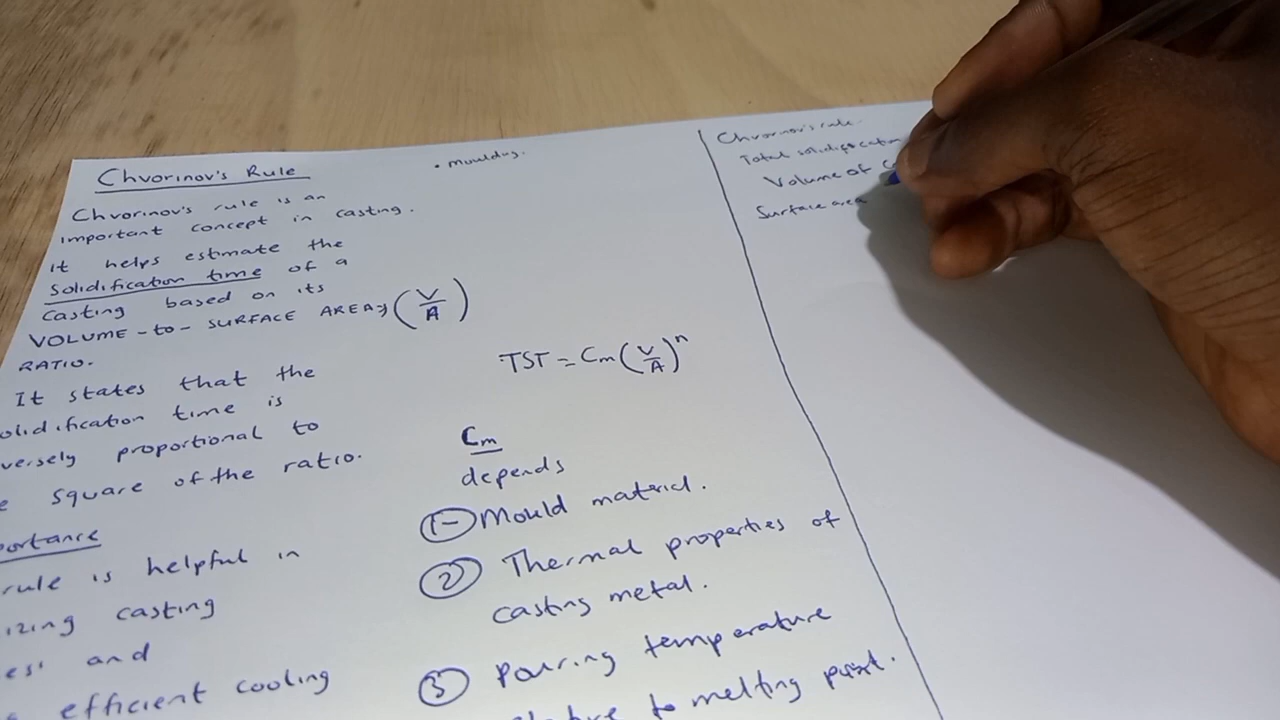 Chvorinov's Rule
Chvorinov's rule is an
important concept in casting.
It helps estimate the
Solidification time of a
Casting based on its
VOLUME-to-SURFACE AREA (V/A)
RATIO.
It states that the
olidification time is
versely proportional to
e square of the ratio.
portance
rule is helpful in
izing casting
es and
efficient cooling
• Moulding.
TST = Cm(V/A)^n
Cm
depends
1- Mould material.
2) Thermal properties of
casting metal.
3 Pouring temperature
to melting point.
Chvorinov's rule.
Total solidification
Volume of C
Surface area